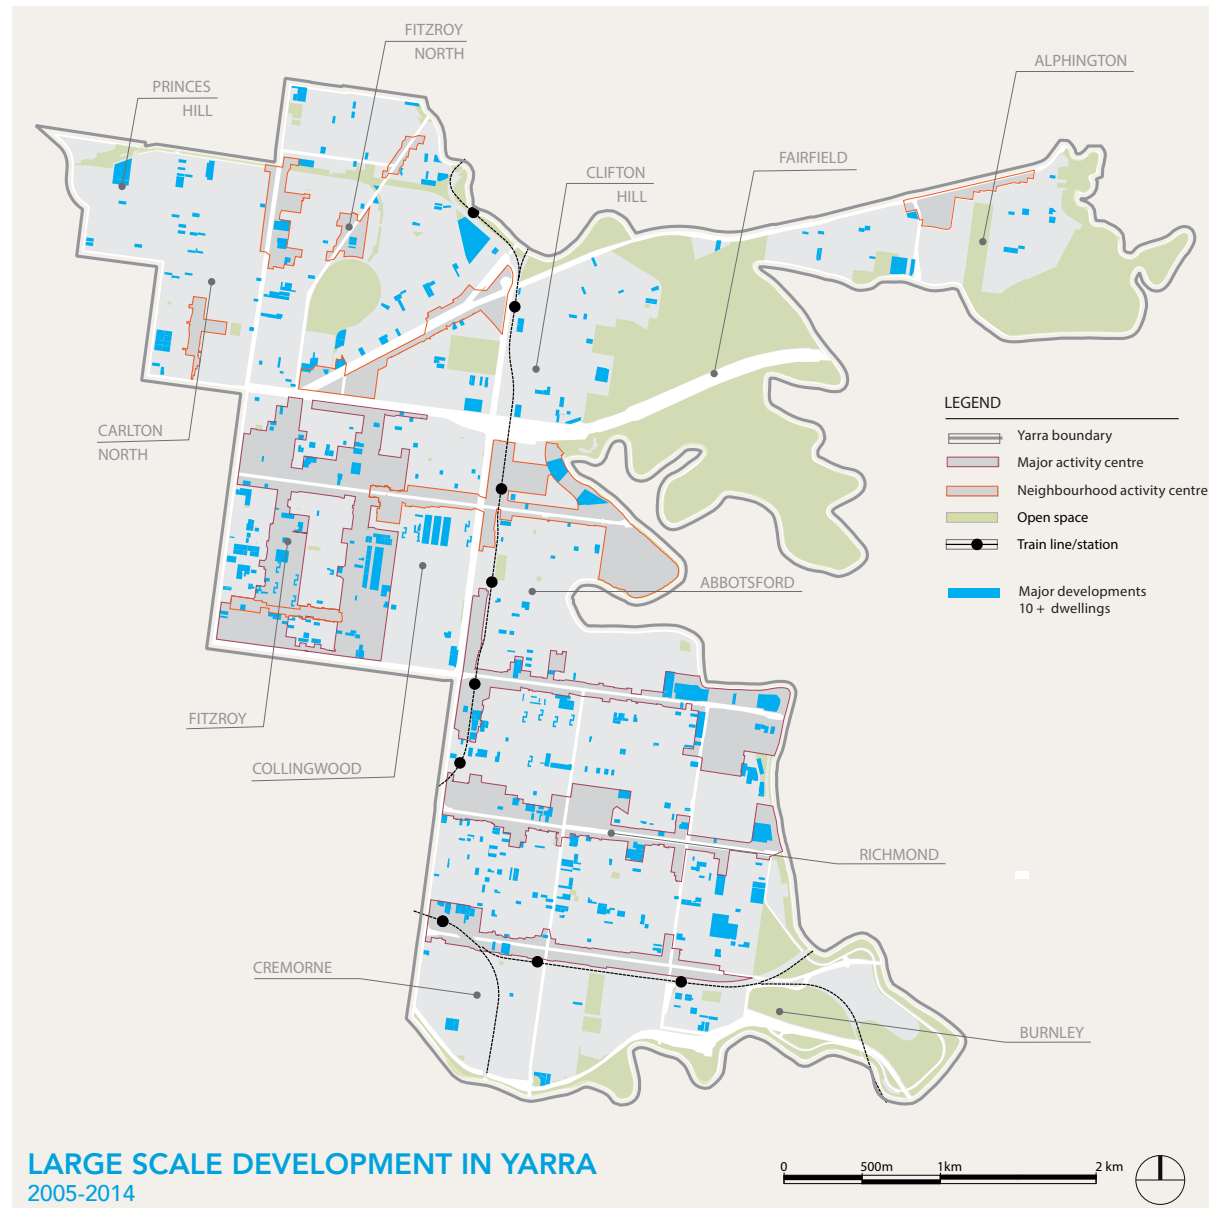 FITZROY
NORTH
ALPHINGTON
PRINCES
HILL
FAIRFIELD
CLIFTON
HILL
LEGEND
Yarra boundary
Major activity centre
Neighbourhood activity centre
Open space
Train line/station
Major developments
10 + dwellings
CARLTON
NORTH
ABBOTSFORD
FITZROY
COLLINGWOOD
RICHMOND
CREMORNE
BURNLEY
LARGE SCALE DEVELOPMENT IN YARRA
2005-2014
0 500m 1km 2 km